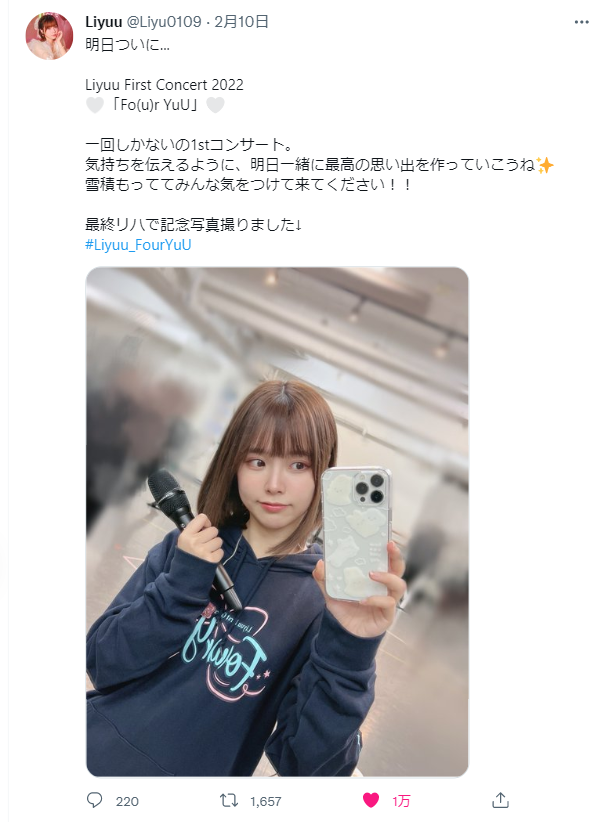 Liyuu @Liyu0109 · 2月10日
明日ついに...
Liyuu First Concert 2022
🤍「Fo(u)r YuU」🤍
一回しかないの1stコンサート。
気持ちを伝えるように、明日一緒に最高の思い出を作っていこうね✨
雪積もっててみんな気をつけて来てください！！
最終リハで記念写真撮りました↓
#Liyuu_FourYuU
220
1,657
1万